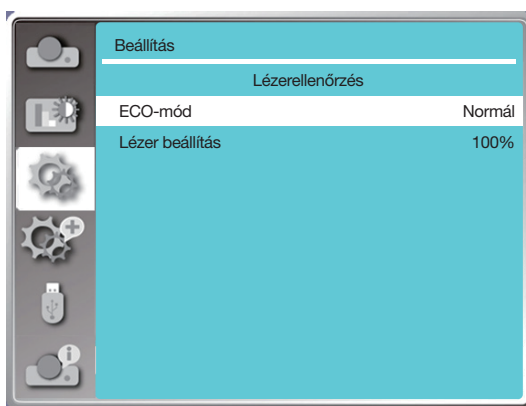 Beállítás
Lézerellenőrzés
ECO-mód Normál
Lézer beállítás 100%